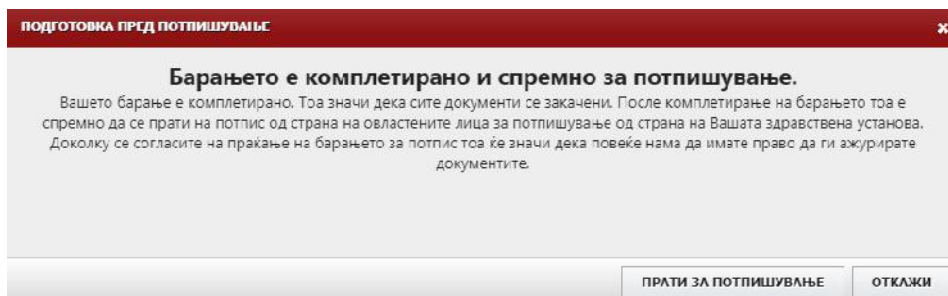 ПОДГОТОВКА ПРЕД ПОТПИШУВАЊЕ
Барањето е комплетирано и спремно за потпишување.
Вашето барање е комплетирано. Тоа значи дека сите документи се закачени. После комплетирање на барањето тоа е
спремно да се прати на потпис од страна на овластените лица за потпишување од страна на Вашата здравствена установа.
Доколку се согласите на праќање на барањето за потпис тоа ќе значи дека повеќе нама да имате право да ги ажурирате
документите.
ПРАТИ ЗА ПОТПИШУВАЊЕ ОТКАЖИ